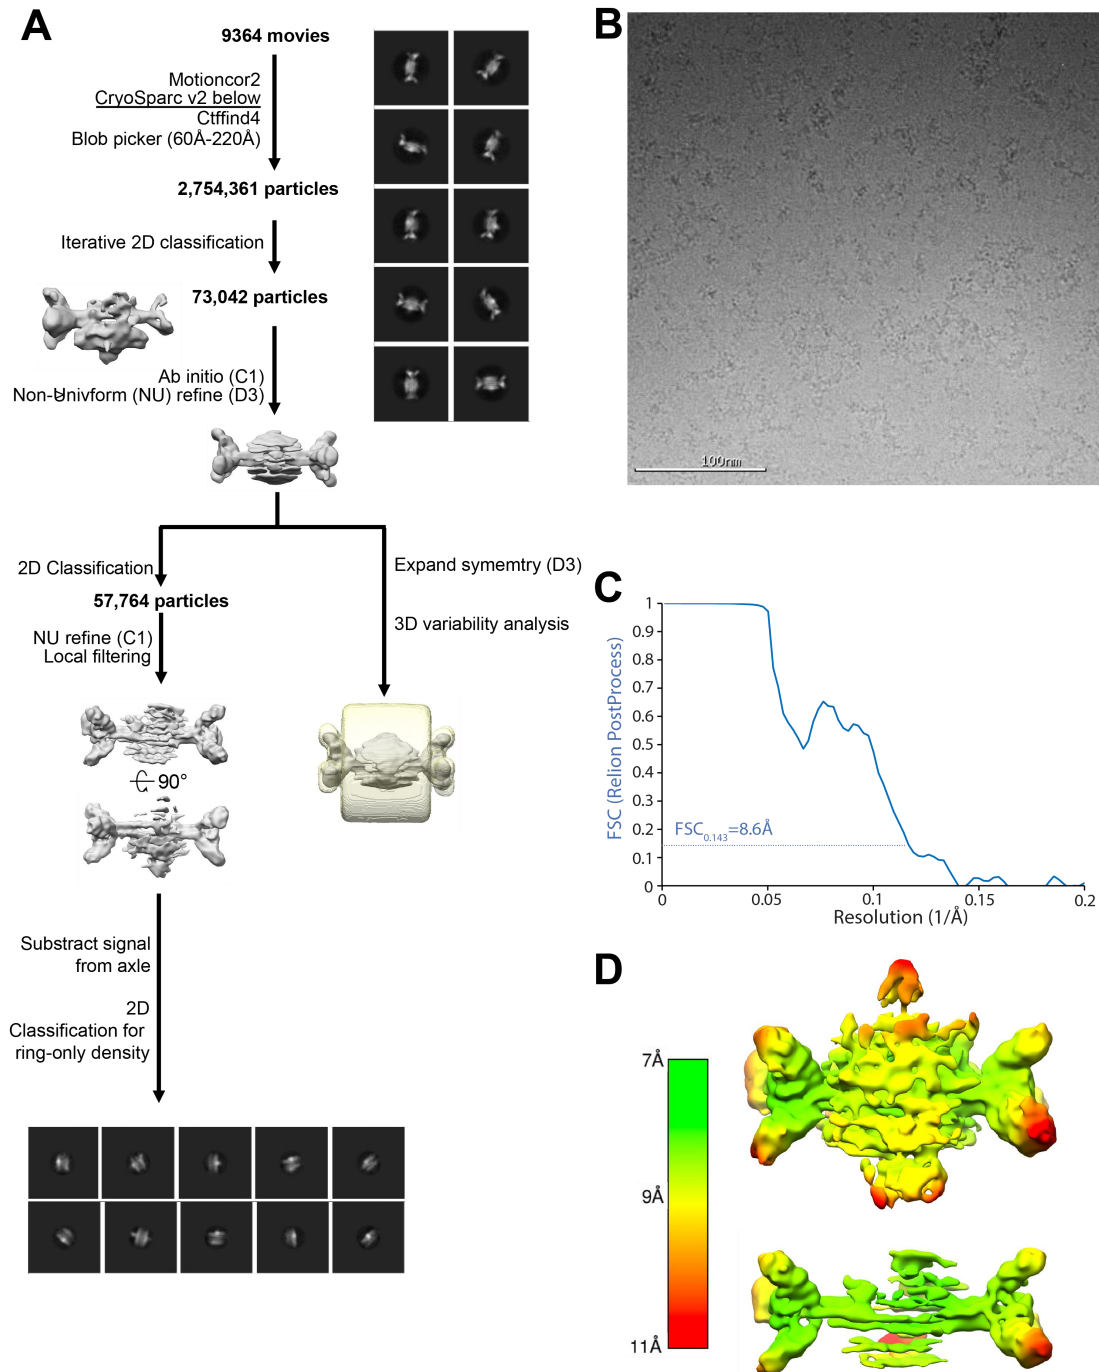 A
9364 movies
Motioncor2
CryoSparc v2 below
Ctffind4
Blob picker (60Å-220Å)
2,754,361 particles
Iterative 2D classification
73,042 particles
Ab initio (C1)
Non-Univform (NU) refine (D3)
2D Classification
57,764 particles
NU refine (C1)
Local filtering
90°
Expand symemtry (D3)
3D variability analysis
Substract signal
from axle
2D
Classification for
ring-only density
B
100nm
C
FSC (Relion PostProcess)
1
0.9
0.8
0.7
0.6
0.5
0.4
0.3
0.2
0.1
0
FSC0.143=8.6Å
0
0.05
0.1
0.15
0.2
Resolution (1/Å)
D
7Å
9Å
11Å